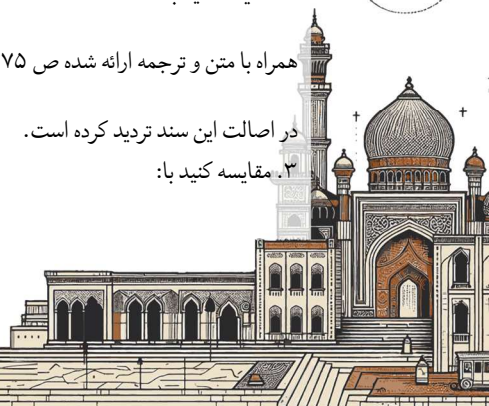 همراه با متن و ترجمه ارائه شده ص ۷۵
در اصالت این سند تردید کرده است.
۳. مقایسه کنید با: